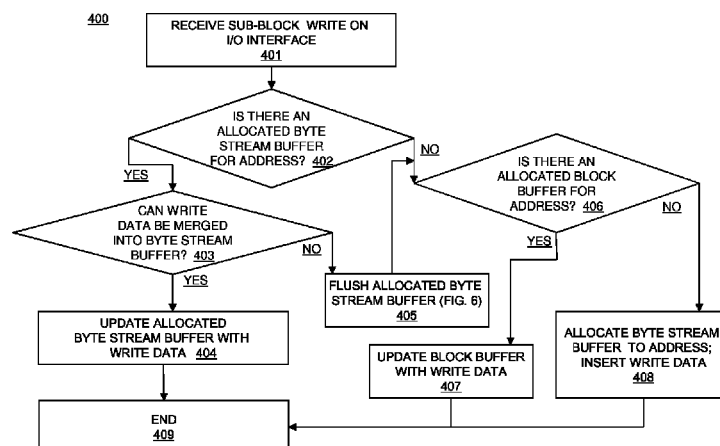 400
RECEIVE SUB-BLOCK WRITE ON
I/O INTERFACE
401
IS THERE AN
ALLOCATED BYTE
STREAM BUFFER
FOR ADDRESS? 402
YES
NO
IS THERE AN
ALLOCATED BLOCK
BUFFER FOR
ADDRESS? 406
YES
NO
CAN WRITE
DATA BE MERGED
INTO BYTE STREAM
BUFFER? 403
NO
YES
FLUSH ALLOCATED BYTE
STREAM BUFFER (FIG. 6)
405
UPDATE ALLOCATED
BYTE STREAM BUFFER WITH
WRITE DATA 404
UPDATE BLOCK BUFFER
WITH WRITE DATA
407
ALLOCATE BYTE STREAM
BUFFER TO ADDRESS;
INSERT WRITE DATA 408
END
409